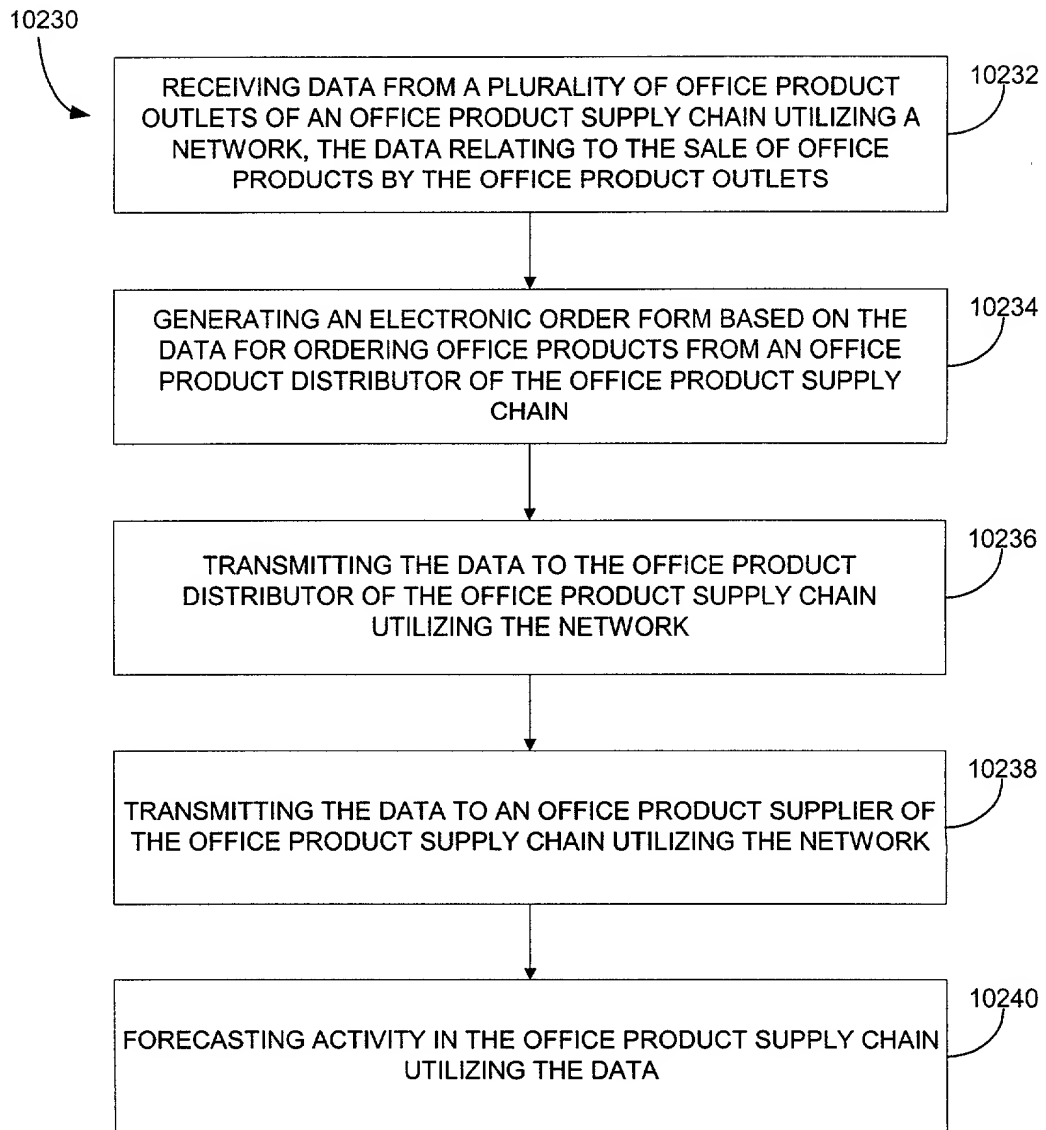 10230
RECEIVING DATA FROM A PLURALITY OF OFFICE PRODUCT
OUTLETS OF AN OFFICE PRODUCT SUPPLY CHAIN UTILIZING A
NETWORK, THE DATA RELATING TO THE SALE OF OFFICE
PRODUCTS BY THE OFFICE PRODUCT OUTLETS
10232
GENERATING AN ELECTRONIC ORDER FORM BASED ON THE
DATA FOR ORDERING OFFICE PRODUCTS FROM AN OFFICE
PRODUCT DISTRIBUTOR OF THE OFFICE PRODUCT SUPPLY
CHAIN
10234
TRANSMITTING THE DATA TO THE OFFICE PRODUCT
DISTRIBUTOR OF THE OFFICE PRODUCT SUPPLY CHAIN
UTILIZING THE NETWORK
10236
TRANSMITTING THE DATA TO AN OFFICE PRODUCT SUPPLIER OF
THE OFFICE PRODUCT SUPPLY CHAIN UTILIZING THE NETWORK
10238
FORECASTING ACTIVITY IN THE OFFICE PRODUCT SUPPLY CHAIN
UTILIZING THE DATA
10240